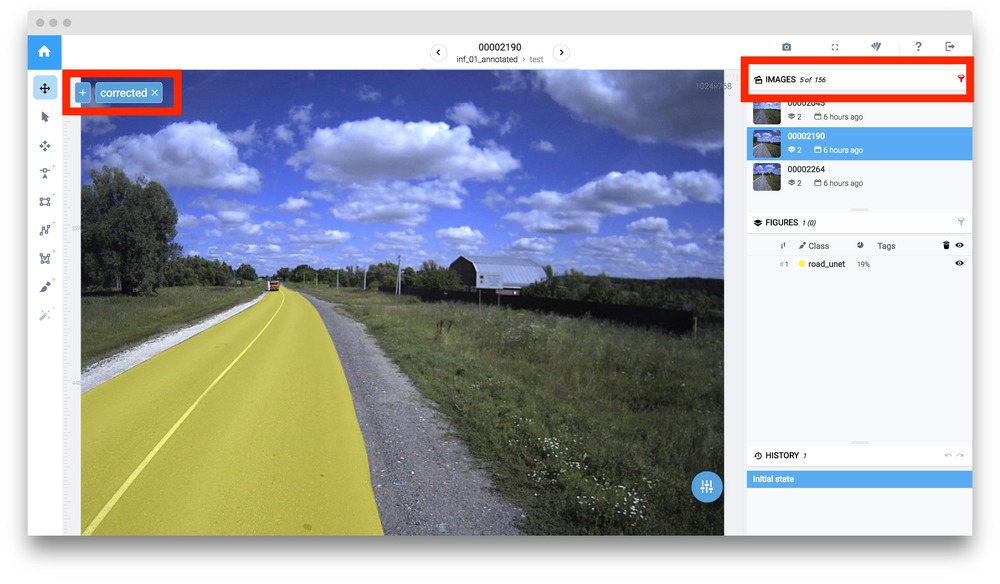 00002190
inf_01_annotated › test
?
+ corrected ×
1024x768
IMAGES 5 of 156
00002045
2 6 hours ago
00002190
2 6 hours ago
00002264
2 6 hours ago
FIGURES 1 (0)
Class Tags
#1 road_unet 19%
HISTORY 1
Initial state